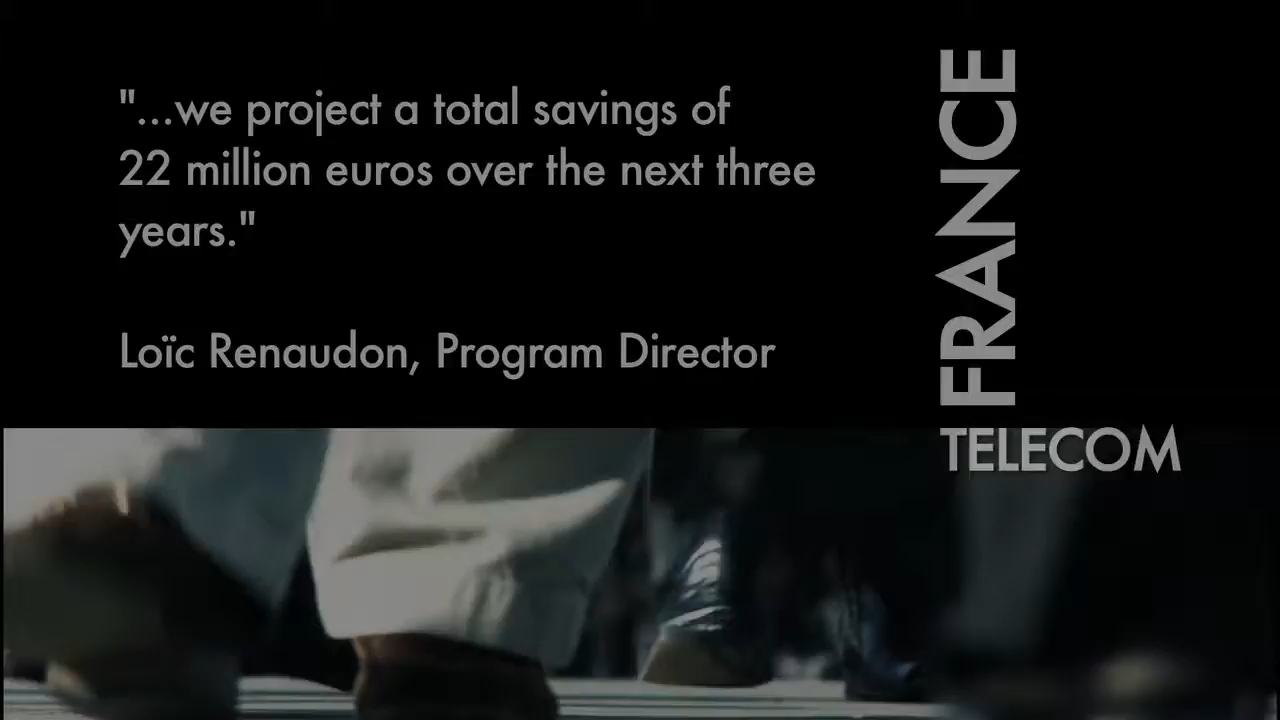 "...we project a total savings of
22 million euros over the next three
years."
Loïc Renaudon, Program Director
FRANCE
TELECOM